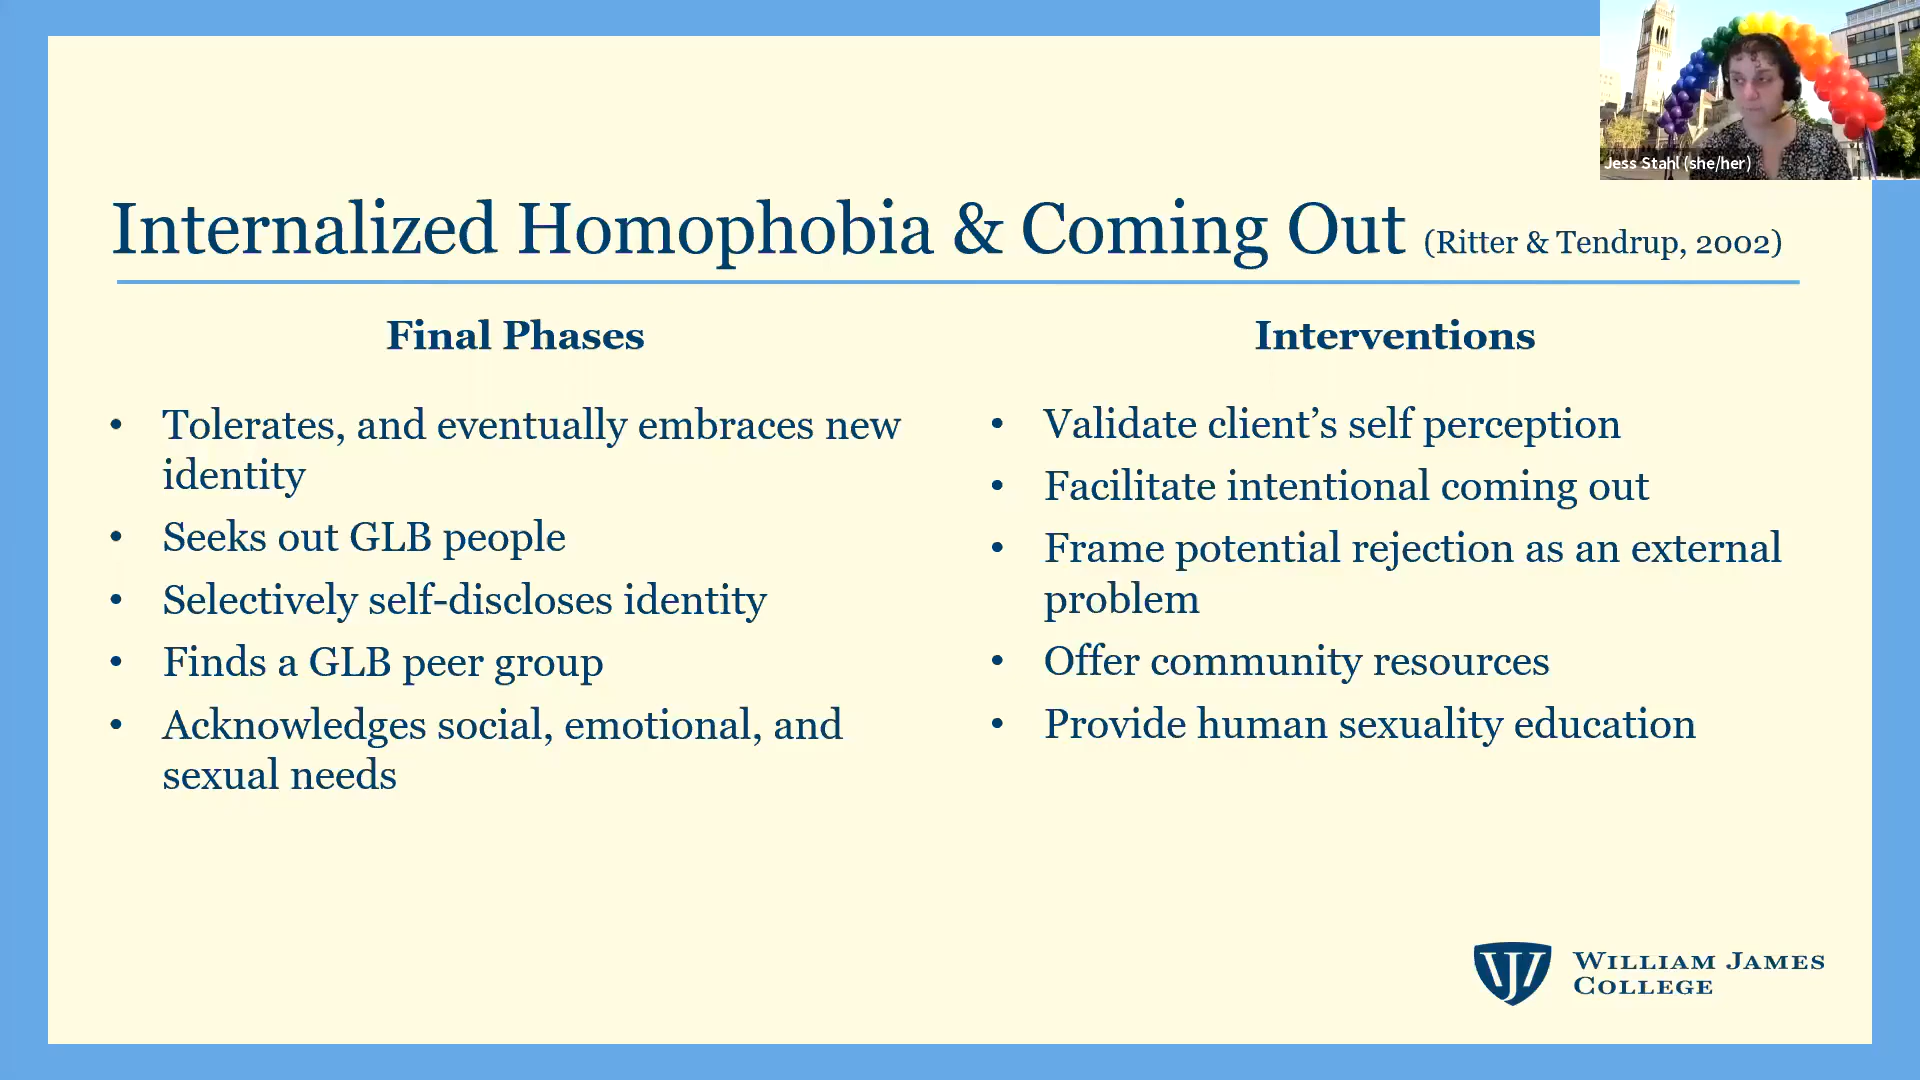 Jess Stahl (she/her)
Internalized Homophobia & Coming Out (Ritter & Tendrup, 2002)
Final Phases
• Tolerates, and eventually embraces new
identity
• Seeks out GLB people
• Selectively self-discloses identity
• Finds a GLB peer group
• Acknowledges social, emotional, and
sexual needs
Interventions
• Validate client’s self perception
• Facilitate intentional coming out
• Frame potential rejection as an external
problem
• Offer community resources
• Provide human sexuality education
WJ
WILLIAM JAMES
COLLEGE